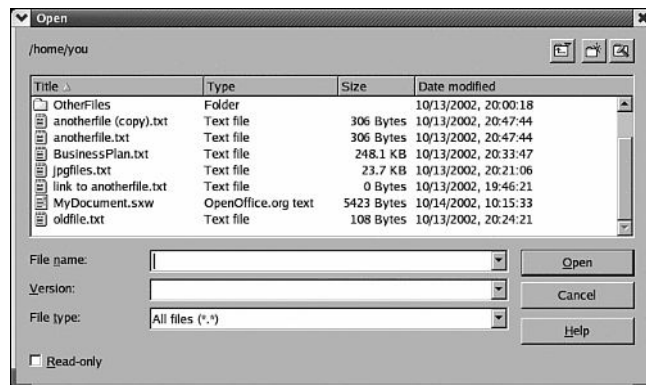 Open
/home/you
Title Type Size Date modified
OtherFiles Folder 10/13/2002, 20:00:18
anotherfile (copy).txt Text file 306 Bytes 10/13/2002, 20:47:44
anotherfile.txt Text file 306 Bytes 10/13/2002, 20:47:44
BusinessPlan.txt Text file 248.1 KB 10/13/2002, 20:33:47
jpgfiles.txt Text file 23.7 KB 10/13/2002, 20:21:06
link to anotherfile.txt Text file 0 Bytes 10/13/2002, 19:46:21
MyDocument.sxw OpenOffice.org text 5423 Bytes 10/14/2002, 10:15:33
oldfile.txt Text file 108 Bytes 10/13/2002, 20:24:21
File name: Open
Version: Cancel
File type: All files (*.*) Help
Read-only